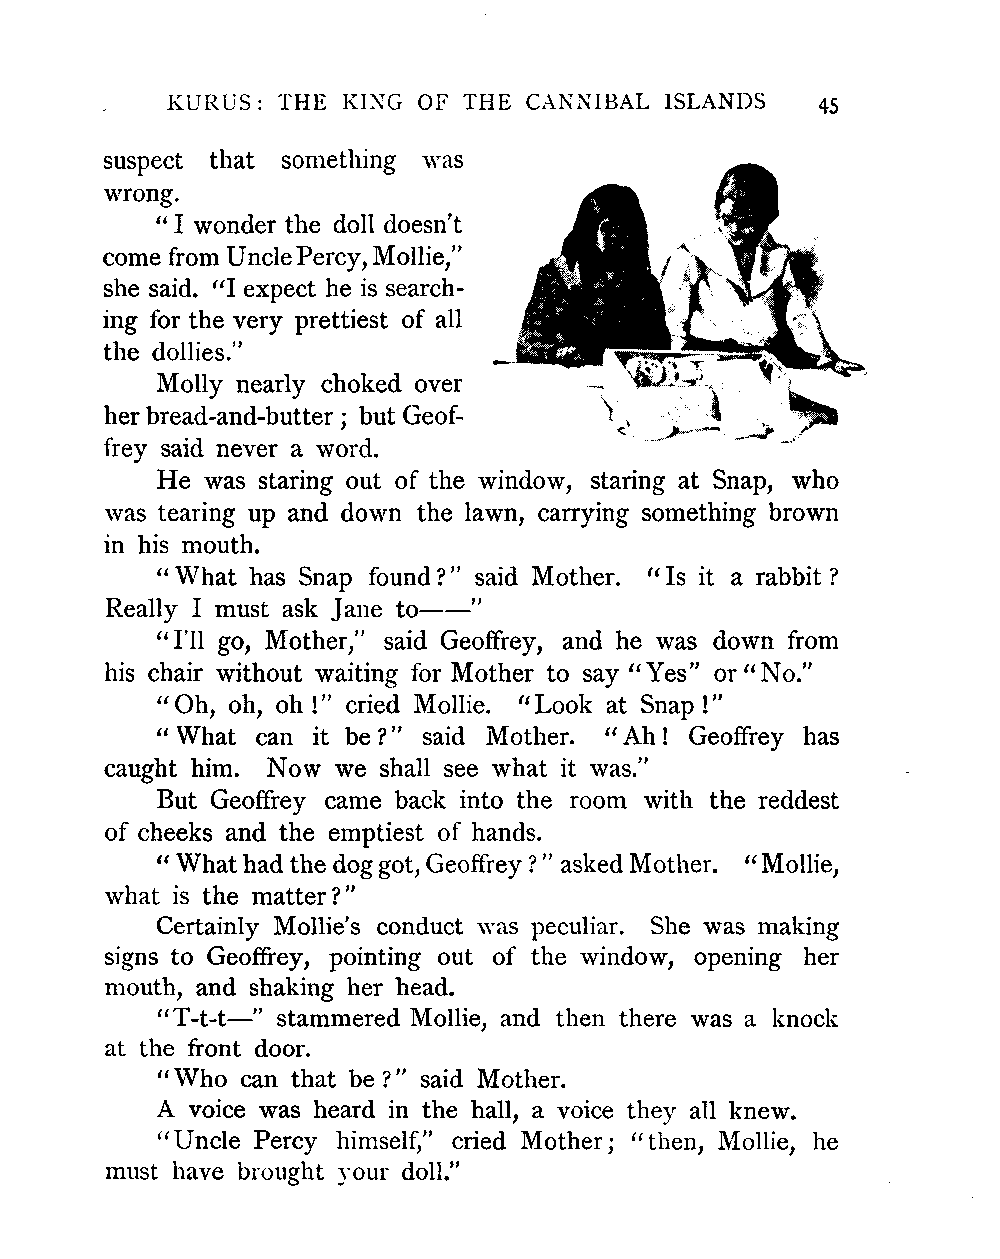 KURUS: THE KING OF THE CANNIBAL ISLANDS 45
suspect that something was
wrong.
"I wonder the doll doesn't
come from Uncle Percy, Mollie,"
she said. "I expect he is search-
ing for the very prettiest of all
the dollies."
Molly nearly choked over
her bread-and-butter; but Geof-
frey said never a word.
He was staring out of the window, staring at Snap, who
was tearing up and down the lawn, carrying something brown
in his mouth.
"What has Snap found?" said Mother. "Is it a rabbit?
Really I must ask Jane to——"
"I'll go, Mother," said Geoffrey, and he was down from
his chair without waiting for Mother to say "Yes" or "No."
"Oh, oh, oh!" cried Mollie. "Look at Snap!"
"What can it be?" said Mother. "Ah! Geoffrey has
caught him. Now we shall see what it was."
But Geoffrey came back into the room with the reddest
of cheeks and the emptiest of hands.
"What had the dog got, Geoffrey?" asked Mother. "Mollie,
what is the matter?"
Certainly Mollie's conduct was peculiar. She was making
signs to Geoffrey, pointing out of the window, opening her
mouth, and shaking her head.
"T-t-t—" stammered Mollie, and then there was a knock
at the front door.
"Who can that be?" said Mother.
A voice was heard in the hall, a voice they all knew.
"Uncle Percy himself," cried Mother; "then, Mollie, he
must have brought your doll."